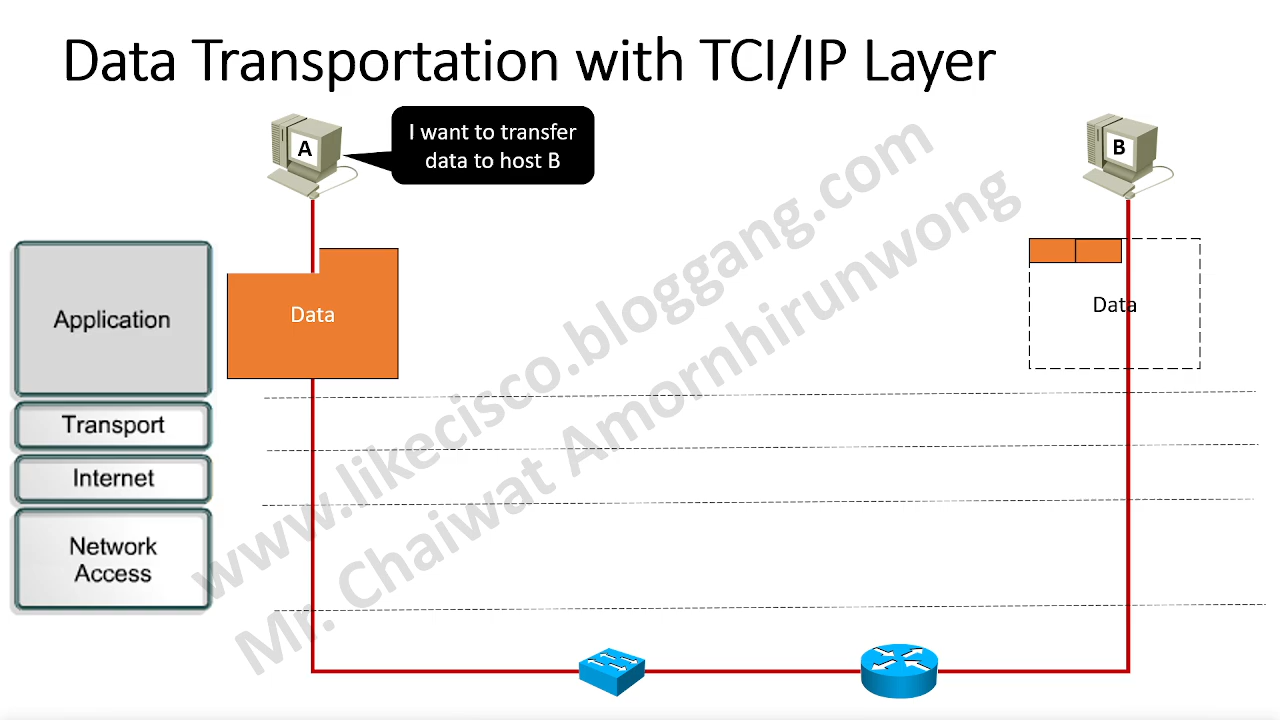 Data Transportation with TCI/IP Layer
A
I want to transfer
data to host B
B
Application
Data
Data
Transport
Internet
Network
Access
www.likecisco.bloggang.com
Mr. Chaiwat Amornhirunwong